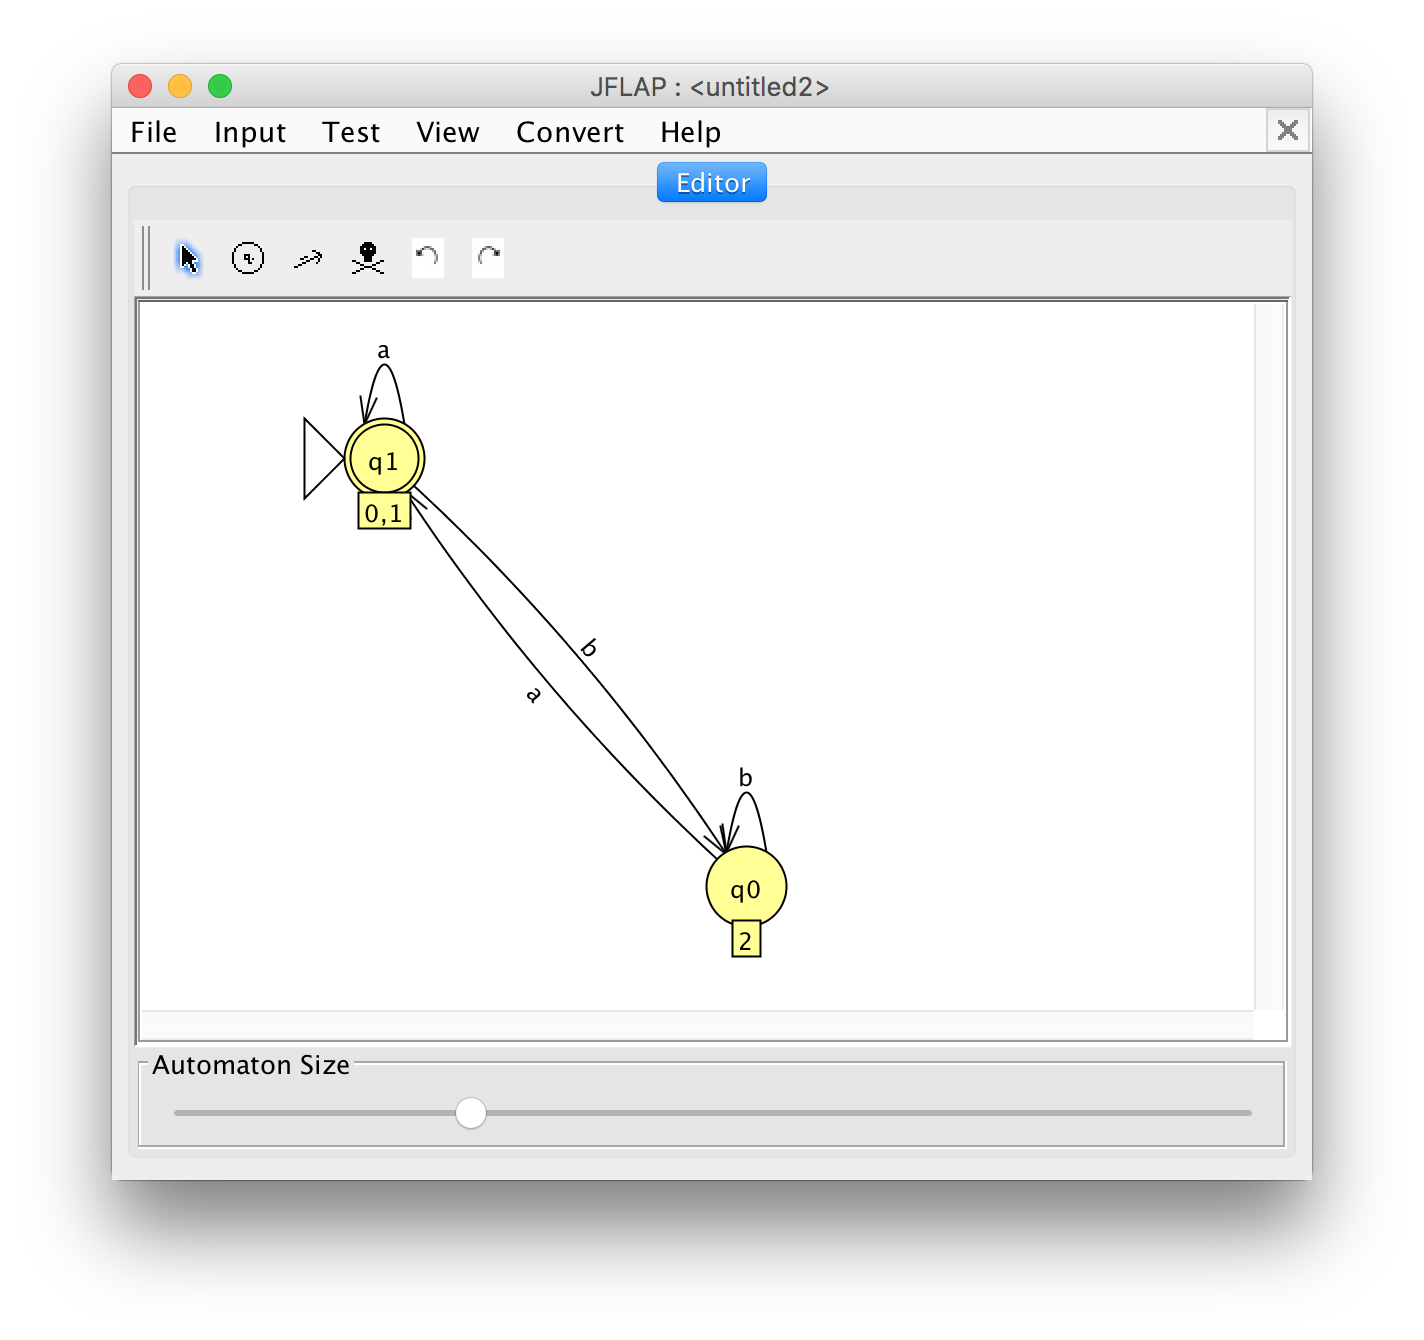 JFLAP : <untitled2>
File Input Test View Convert Help
Editor
q
a
q1
0,1
b
a
b
q0
2
Automaton Size